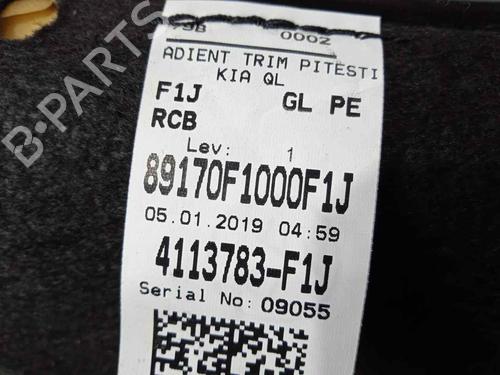 0002
ADIENT TRIM PITESTI
KIA QL
F1J GL PE
RCB
Lev: 1
89170F1000F1J
05.01.2019 04:59
4113783-F1J
Serial No: 09055
B-PARTS